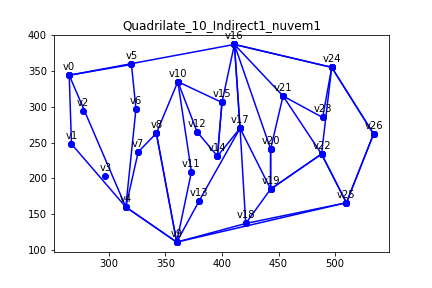 Quadrilate_10_Indirect1_nuvem1
400
350
300
250
200
150
100
300
350
400
450
500
v0
v1
v2
v3
v4
v5
v6
v7
v8
v9
v10
v11
v12
v13
v14
v15
v16
v17
v18
v19
v20
v21
v22
v23
v24
v25
v26